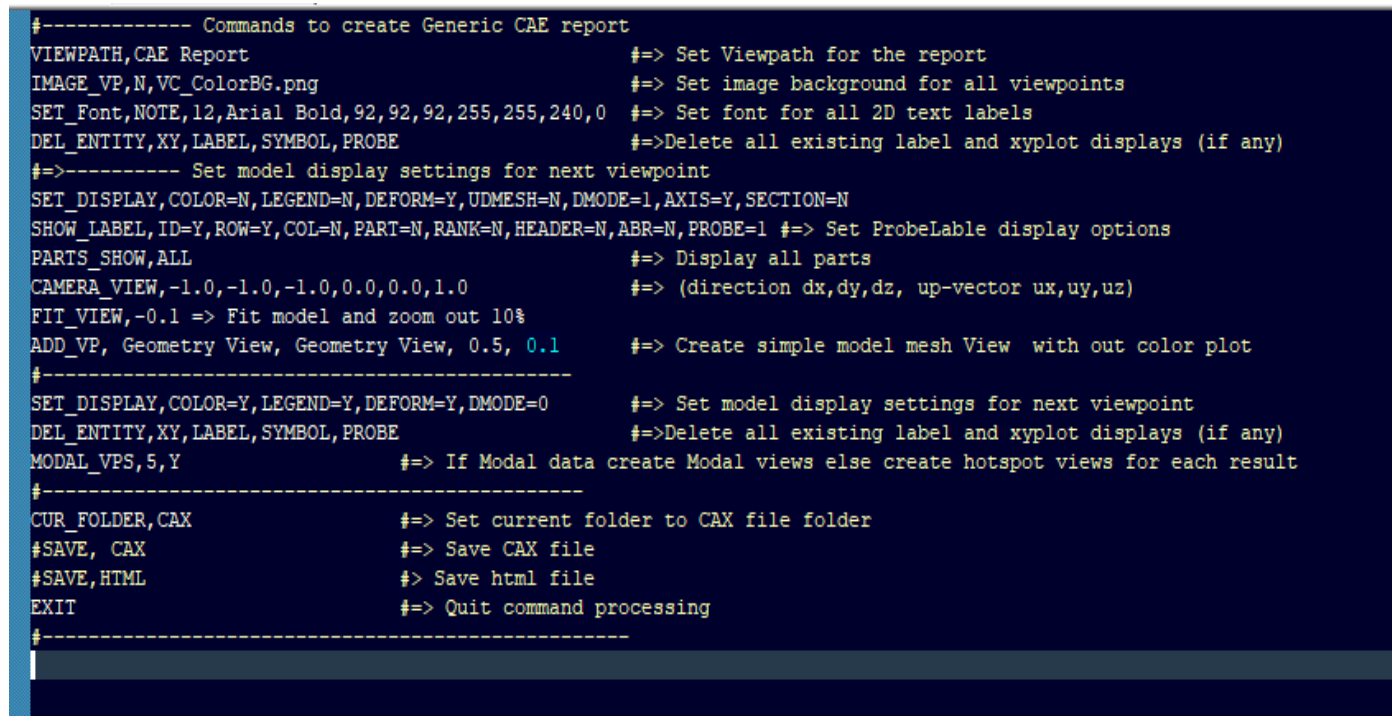 #------------- Commands to create Generic CAE report
VIEWPATH,CAE Report #=> Set Viewpath for the report
IMAGE_VP,N,VC_ColorBG.png #=> Set image background for all viewpoints
SET_Font,NOTE,12,Arial Bold,92,92,92,255,255,240,0 #=> Set font for all 2D text labels
DEL_ENTITY,XY,LABEL,SYMBOL,PROBE #=>Delete all existing label and xyplot displays (if any)
#=>---------- Set model display settings for next viewpoint
SET_DISPLAY,COLOR=N,LEGEND=N,DEFORM=Y,UDMESH=N,DMODE=1,AXIS=Y,SECTION=N
SHOW_LABEL,ID=Y,ROW=Y,COL=N,PART=N,RANK=N,HEADER=N,ABR=N,PROBE=1 #=> Set ProbeLable display options
PARTS_SHOW,ALL #=> Display all parts
CAMERA_VIEW,-1.0,-1.0,-1.0,0.0,0.0,1.0 #=> (direction dx,dy,dz, up-vector ux,uy,uz)
FIT_VIEW,-0.1 => Fit model and zoom out 10%
ADD_VP, Geometry View, Geometry View, 0.5, 0.1 #=> Create simple model mesh View  with out color plot
#----------------------------------------------
SET_DISPLAY,COLOR=Y,LEGEND=Y,DEFORM=Y,DMODE=0 #=> Set model display settings for next viewpoint
DEL_ENTITY,XY,LABEL,SYMBOL,PROBE #=>Delete all existing label and xyplot displays (if any)
MODAL_VPS,5,Y #=> If Modal data create Modal views else create hotspot views for each result
#-----------------------------------------------
CUR_FOLDER,CAX #=> Set current folder to CAX file folder
#SAVE, CAX #=> Save CAX file
#SAVE,HTML #> Save html file
EXIT #=> Quit command processing
#---------------------------------------------------